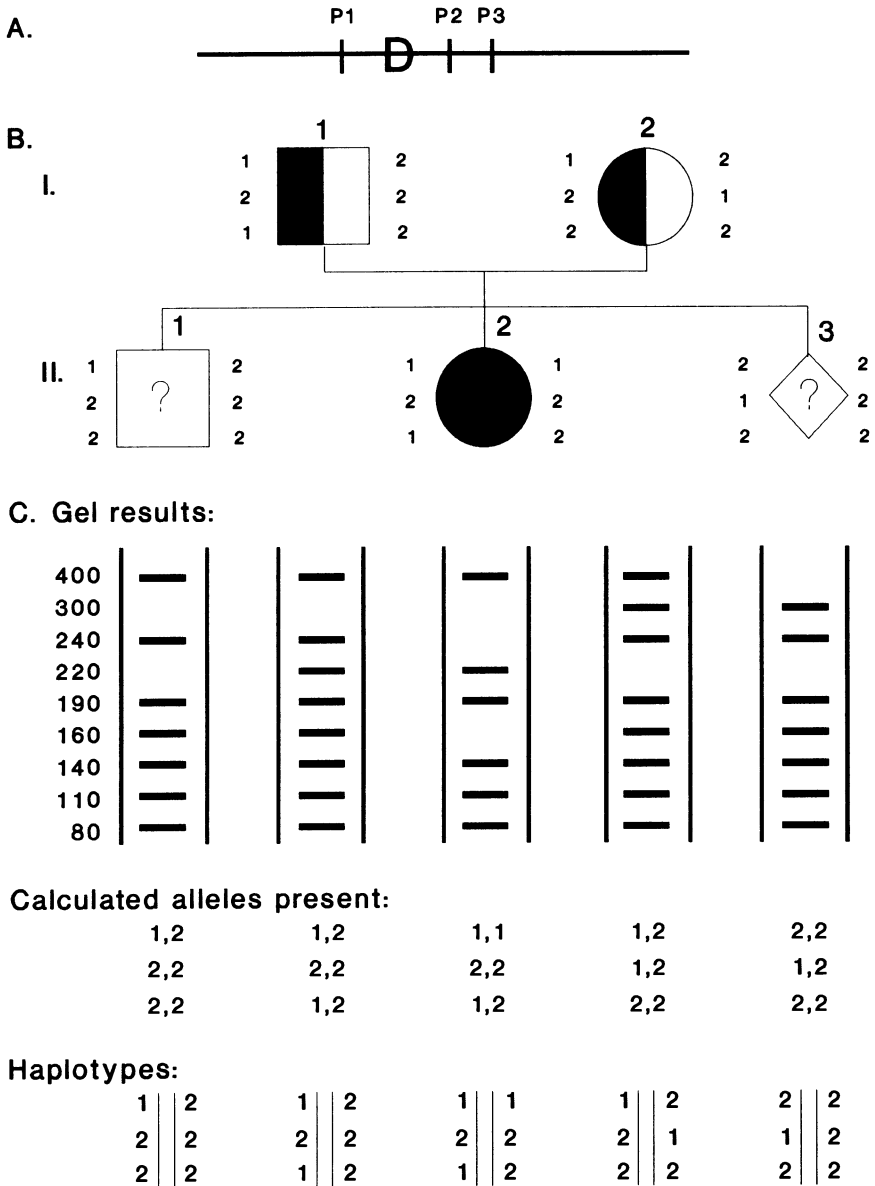 A.
P1 P2 P3
D
B.
1 2
I.
1 2 1 2
2 2 2 1
1 2 2 2
1 2 3
II.
1 ? 2 1 1 2 ? 2
2 2 2 2 1 2
2 2 1 2 2 2
C. Gel results:
400
300
240
220
190
160
140
110
80
Calculated alleles present:
1,2 1,2 1,1 1,2 2,2
2,2 2,2 2,2 1,2 1,2
2,2 1,2 1,2 2,2 2,2
Haplotypes:
1 2 1 2 1 1 1 2 2 2
2 2 2 2 2 2 2 1 1 2
2 2 1 2 1 2 2 2 2 2